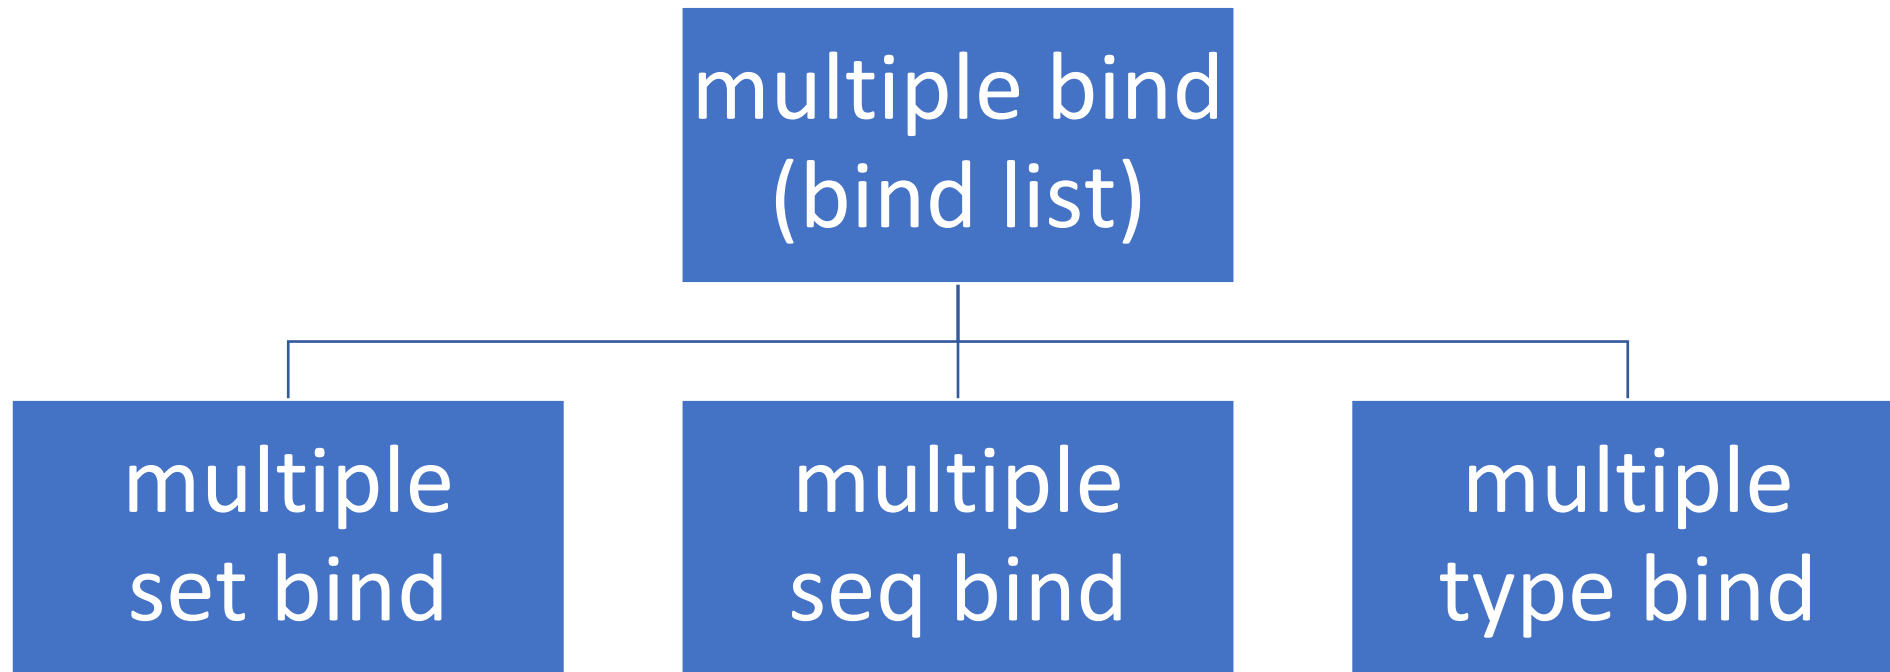 multiple bind
(bind list)
multiple
set bind
multiple
seq bind
multiple
type bind